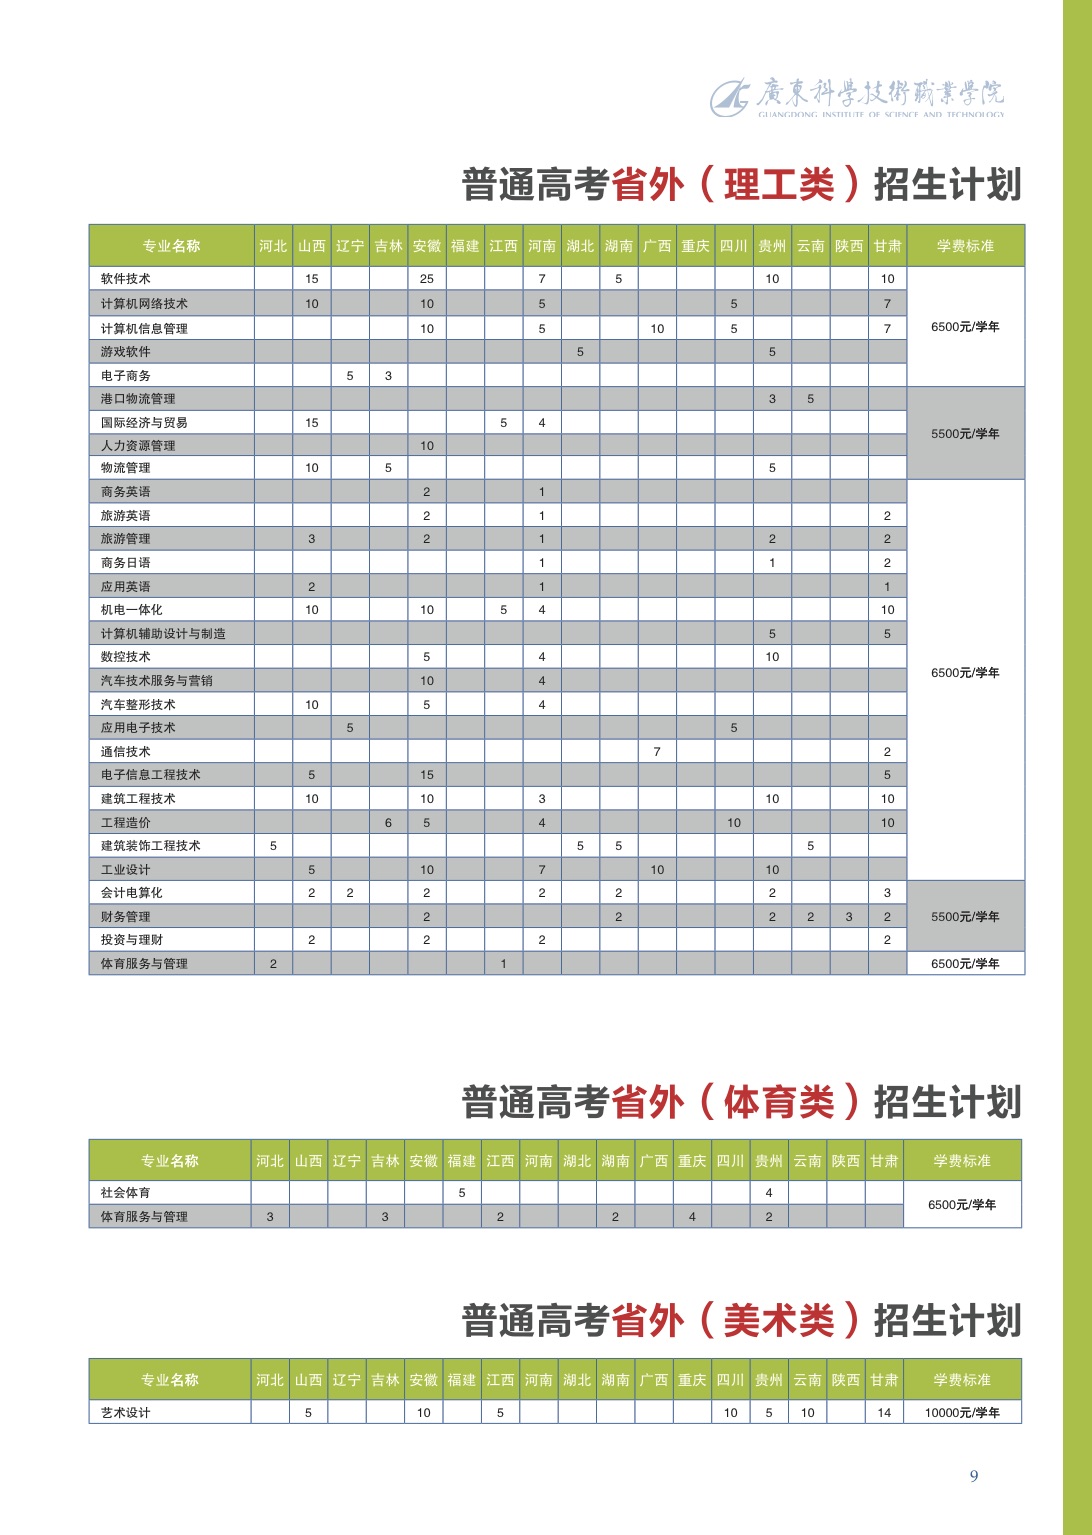 廣東科學技術職業學院
GUANGDONG INSTITUTE OF SCIENCE AND TECHNOLOGY
普通高考省外（理工类）招生计划
专业名称 河北 山西 辽宁 吉林 安徽 福建 江西 河南 湖北 湖南 广西 重庆 四川 贵州 云南 陕西 甘肃 学费标准
软件技术 15 25 7 5 10 10
计算机网络技术 10 10 5 5 7
计算机信息管理 10 5 10 5 7 6500元/学年
游戏软件 5 5
电子商务 5 3
港口物流管理 3 5
国际经济与贸易 15 5 4 5500元/学年
人力资源管理 10
物流管理 10 5 5
商务英语 2 1
旅游英语 2 1 2
旅游管理 3 2 1 2 2
商务日语 1 1 2
应用英语 2 1 1
机电一体化 10 10 5 4 10
计算机辅助设计与制造 5 5
数控技术 5 4 10
汽车技术服务与营销 10 4 6500元/学年
汽车整形技术 10 5 4
应用电子技术 5 5
通信技术 7 2
电子信息工程技术 5 15 5
建筑工程技术 10 10 3 10 10
工程造价 6 5 4 10 10
建筑装饰工程技术 5 5 5 5
工业设计 5 10 7 10 10
会计电算化 2 2 2 2 2 2 3
财务管理 2 2 2 2 3 2 5500元/学年
投资与理财 2 2 2 2
体育服务与管理 2 1 6500元/学年
普通高考省外（体育类）招生计划
专业名称 河北 山西 辽宁 吉林 安徽 福建 江西 河南 湖北 湖南 广西 重庆 四川 贵州 云南 陕西 甘肃 学费标准
社会体育 5 4 6500元/学年
体育服务与管理 3 3 2 2 4 2
普通高考省外（美术类）招生计划
专业名称 河北 山西 辽宁 吉林 安徽 福建 江西 河南 湖北 湖南 广西 重庆 四川 贵州 云南 陕西 甘肃 学费标准
艺术设计 5 10 5 10 5 10 14 10000元/学年
9